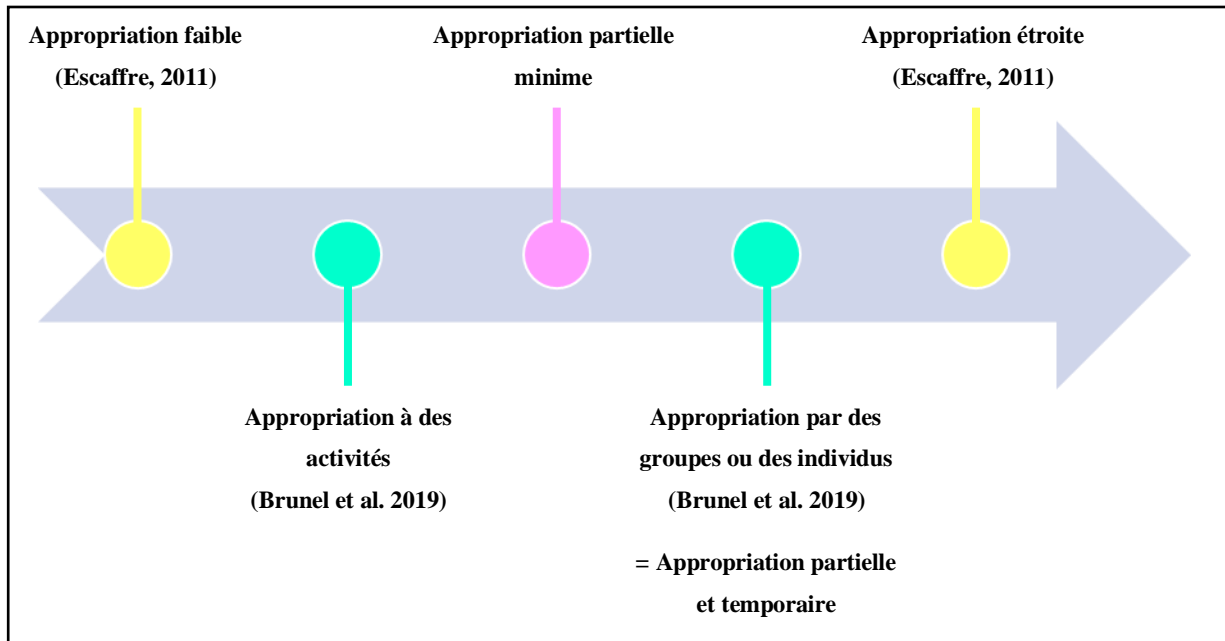 Appropriation faible
(Escaffre, 2011)
Appropriation partielle
minime
Appropriation étroite
(Escaffre, 2011)
Appropriation à des
activités
(Brunel et al. 2019)
Appropriation par des
groupes ou des individus
(Brunel et al. 2019)
= Appropriation partielle
et temporaire